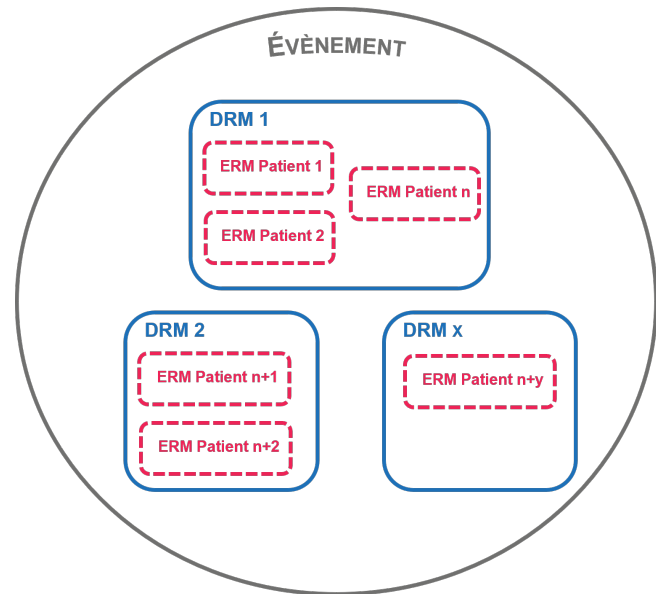 ÉVÈNEMENT
DRM 1
ERM Patient 1
ERM Patient n
ERM Patient 2
DRM 2
ERM Patient n+1
ERM Patient n+2
DRM x
ERM Patient n+y